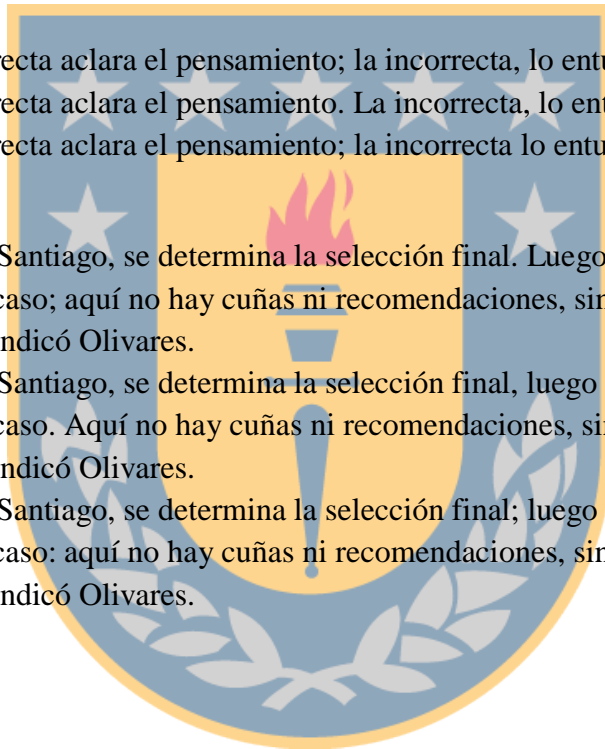 recta aclara el pensamiento; la incorrecta, lo entu
recta aclara el pensamiento. La incorrecta, lo ent
recta aclara el pensamiento; la incorrecta lo entu
Santiago, se determina la selección final. Luego
caso; aquí no hay cuñas ni recomendaciones, sin
ndicó Olivares.
Santiago, se determina la selección final, luego
caso. Aquí no hay cuñas ni recomendaciones, sin
ndicó Olivares.
Santiago, se determina la selección final; luego
caso: aquí no hay cuñas ni recomendaciones, sin
ndicó Olivares.